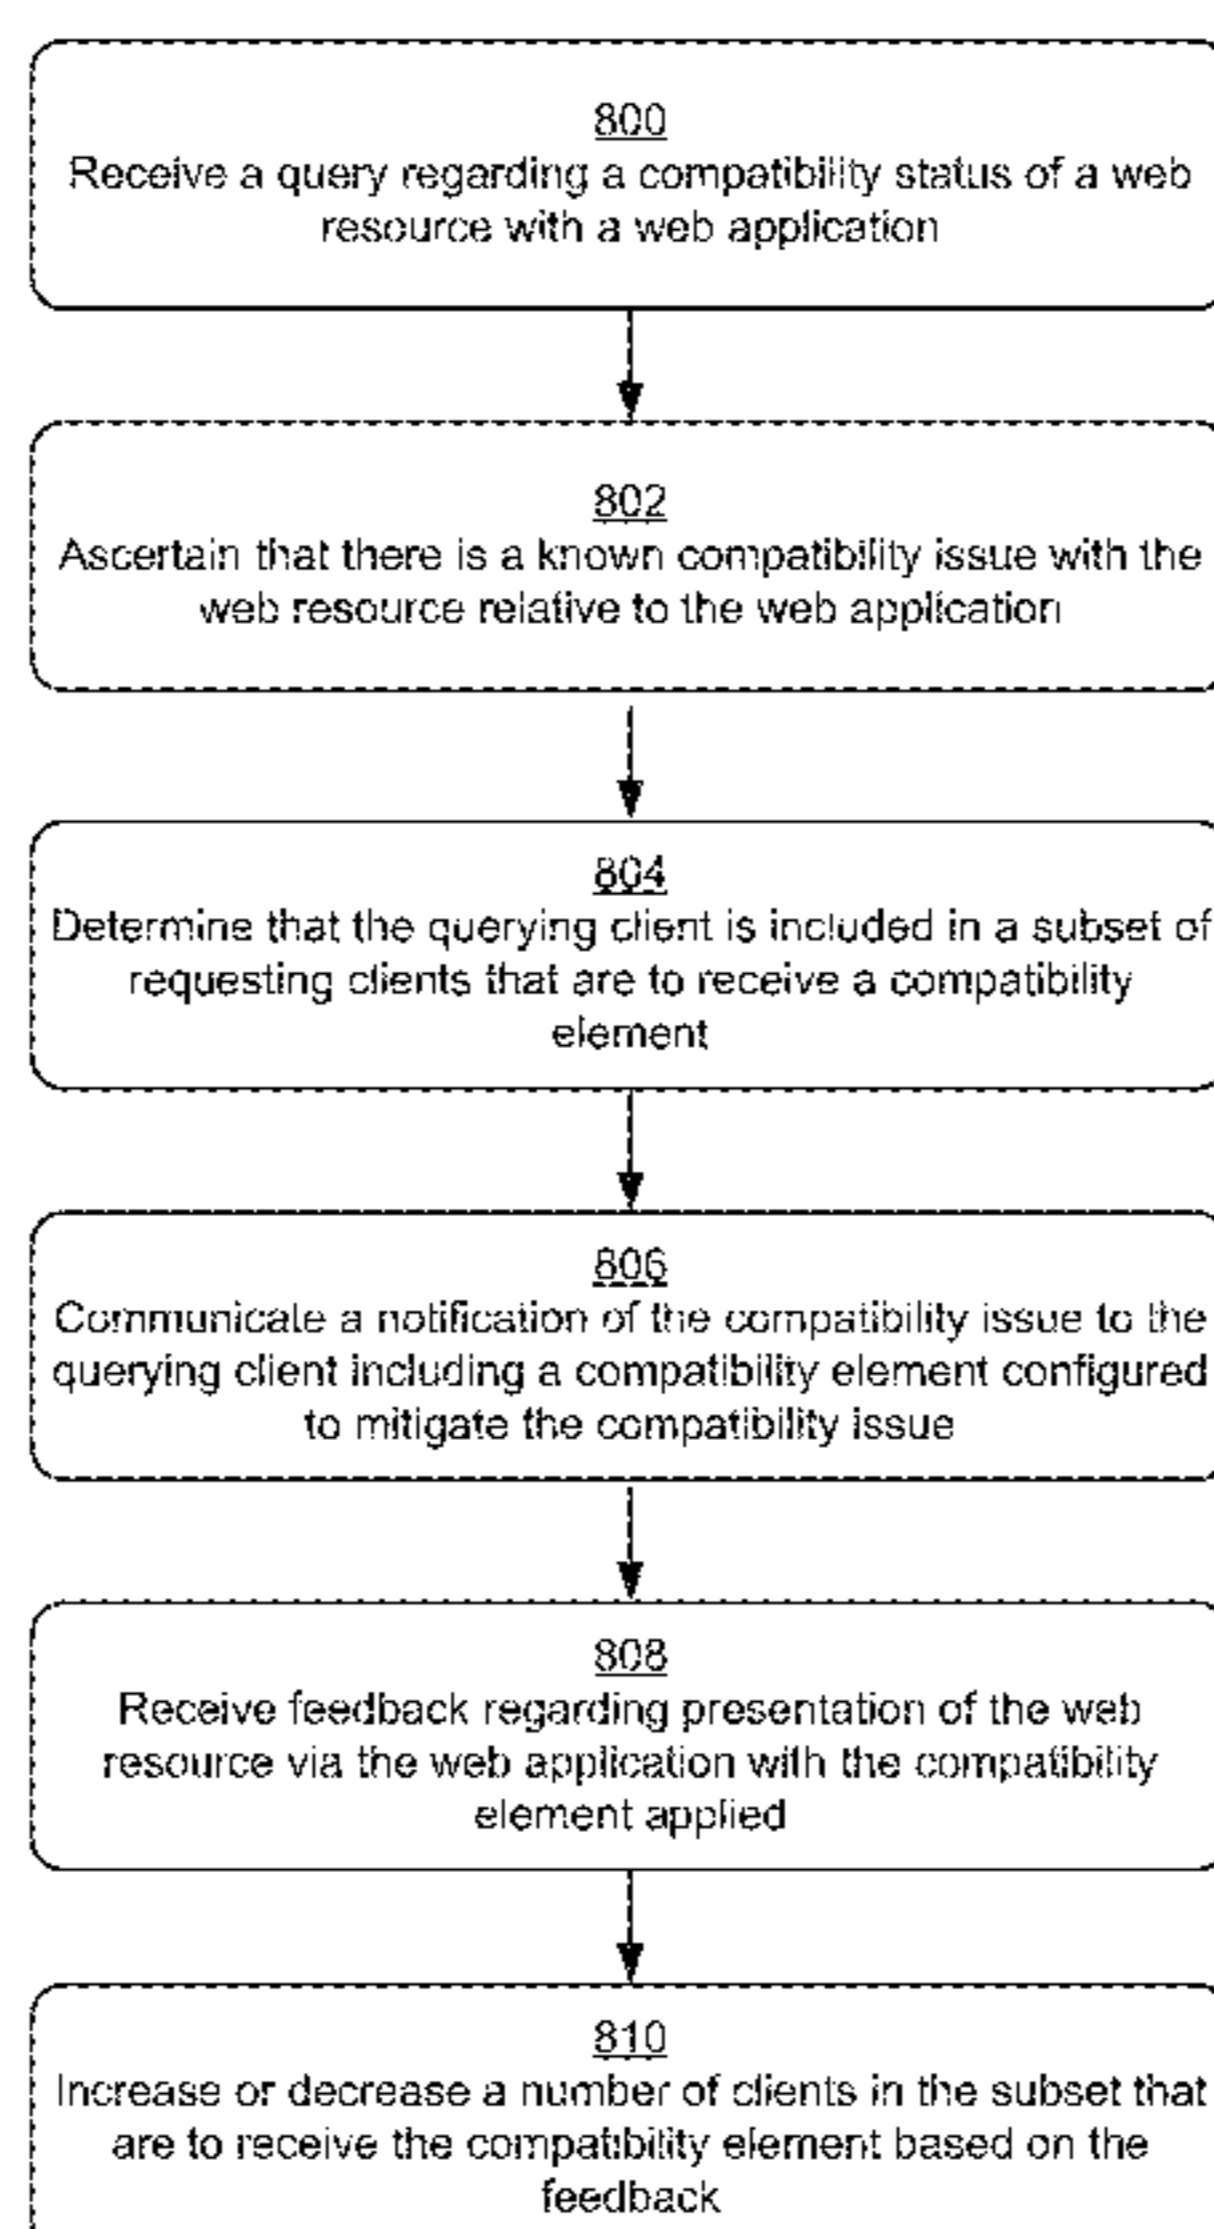 800
Receive a query regarding a compatibility status of a web
resource with a web application
802
Ascertain that there is a known compatibility issue with the
web resource relative to the web application
804
Determine that the querying client is included in a subset of
requesting clients that are to receive a compatibility
element
806
Communicate a notification of the compatibility issue to the
querying client including a compatibility element configured
to mitigate the compatibility issue
808
Receive feedback regarding presentation of the web
resource via the web application with the compatibility
element applied
810
Increase or decrease a number of clients in the subset that
are to receive the compatibility element based on the
feedback